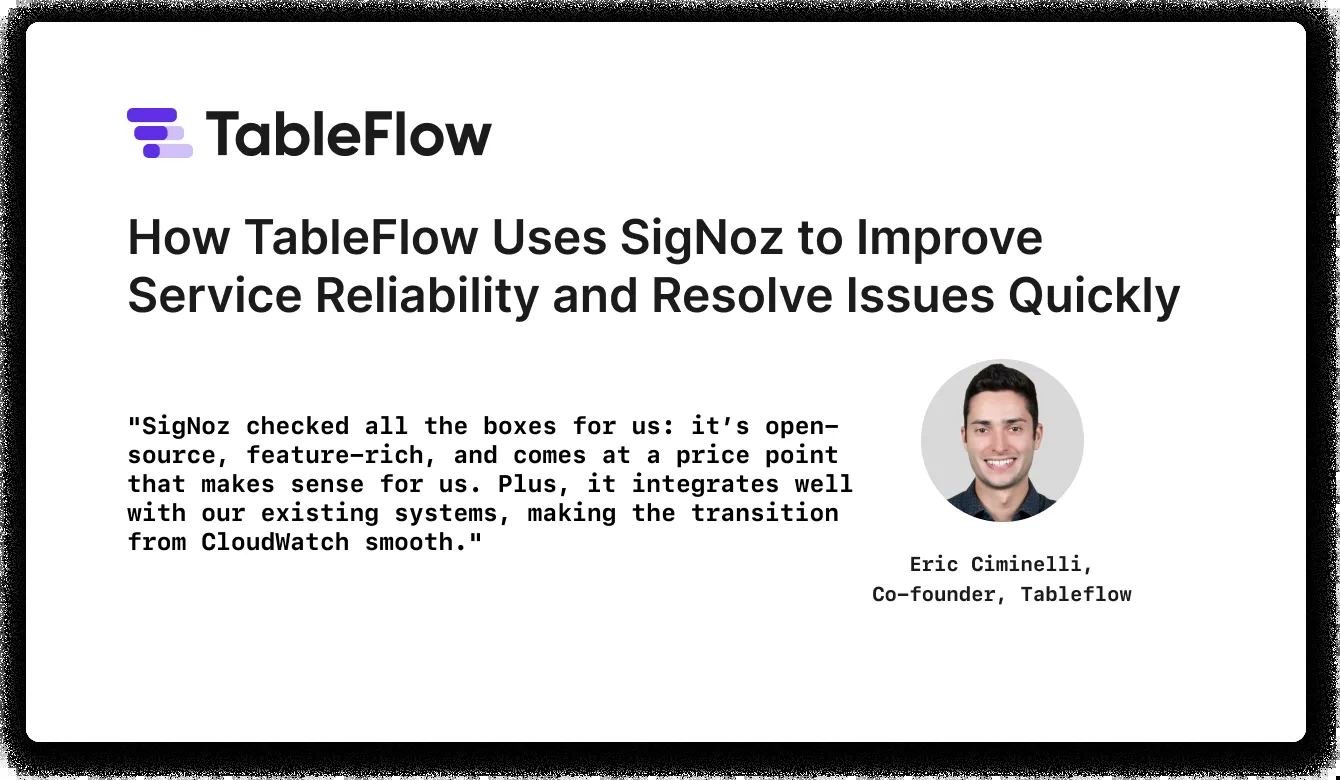 TableFlow
How TableFlow Uses SigNoz to Improve
Service Reliability and Resolve Issues Quickly
"SigNoz checked all the boxes for us: it’s open-
source, feature-rich, and comes at a price point
that makes sense for us. Plus, it integrates well
with our existing systems, making the transition
from CloudWatch smooth."
Eric Ciminelli,
Co-founder, Tableflow